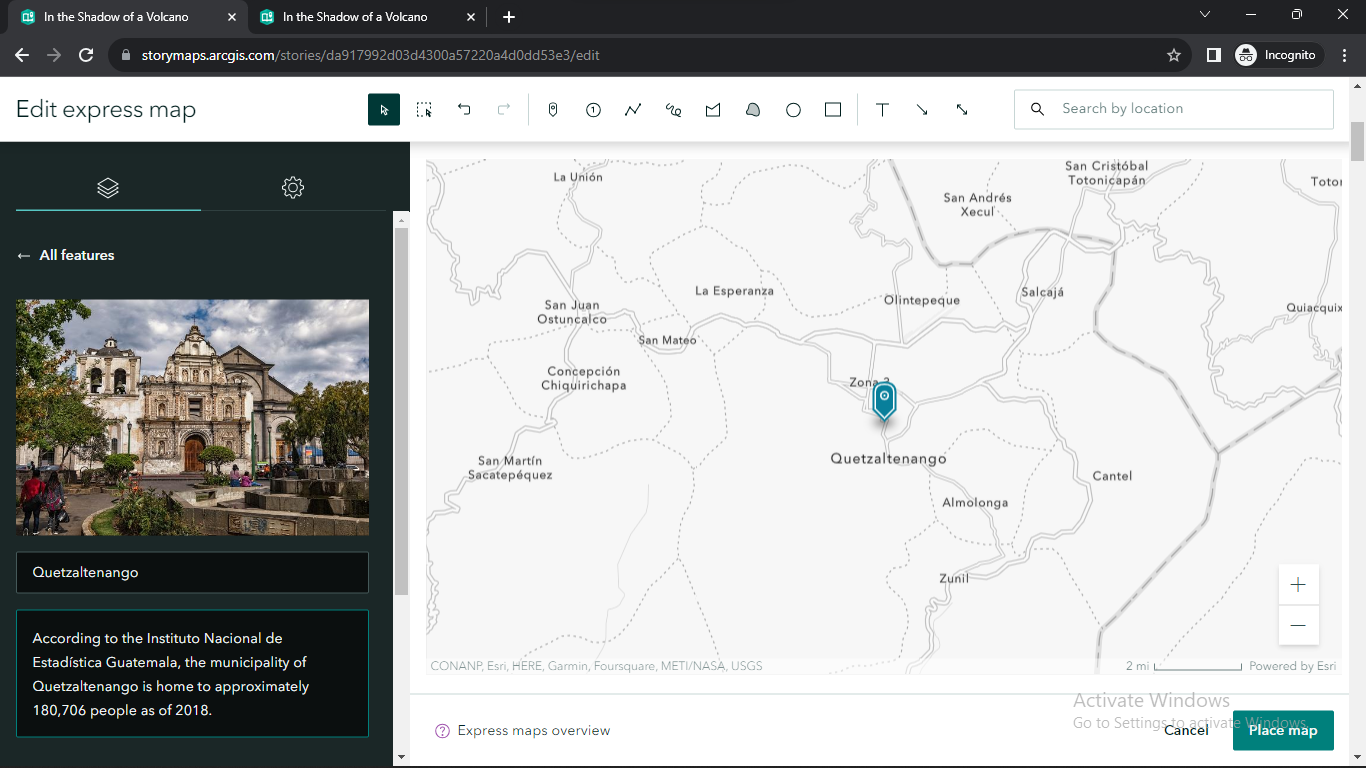 In the Shadow of a Volcano
In the Shadow of a Volcano
storymaps.arcgis.com/stories/da917992d03d4300a57220a4d0dd53e3/edit
Incognito
Edit express map
1
T
Search by location
All features
Quetzaltenango
According to the Instituto Nacional de
Estadística Guatemala, the municipality of
Quetzaltenango is home to approximately
180,706 people as of 2018.
La Unión
San Cristóbal
Totonicapán
San Andrés
Xecul
La Esperanza
Olintepeque
Salcajá
San Juan
Ostuncalco
Quiacquix
San Mateo
Concepción
Chiquirichapa
Zona
Quetzaltenango
San Martín
Sacatepéquez
Cantel
Almolonga
Zunil
CONANP, Esri, HERE, Garmin, Foursquare, METI/NASA, USGS
2 mi
Powered by Esri
Express maps overview
Activate Windows
Go to Settings to activate Windows.
Cancel
Place map